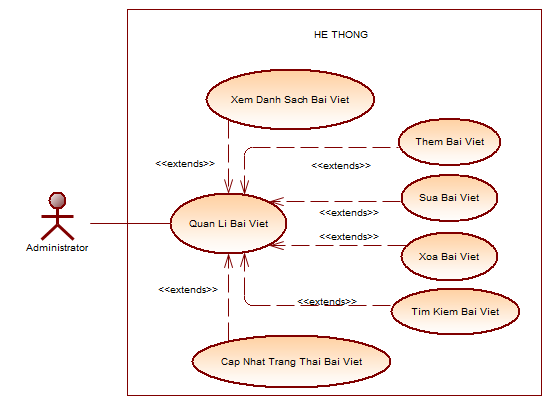 HE THONG
Xem Danh Sach Bai Viet
Them Bai Viet
<<extends>>
<<extends>>
Sua Bai Viet
<<extends>>
Quan Li Bai Viet
<<extends>>
Administrator
Xoa Bai Viet
<<extends>>
<<extends>>
Tim Kiem Bai Viet
Cap Nhat Trang Thai Bai Viet